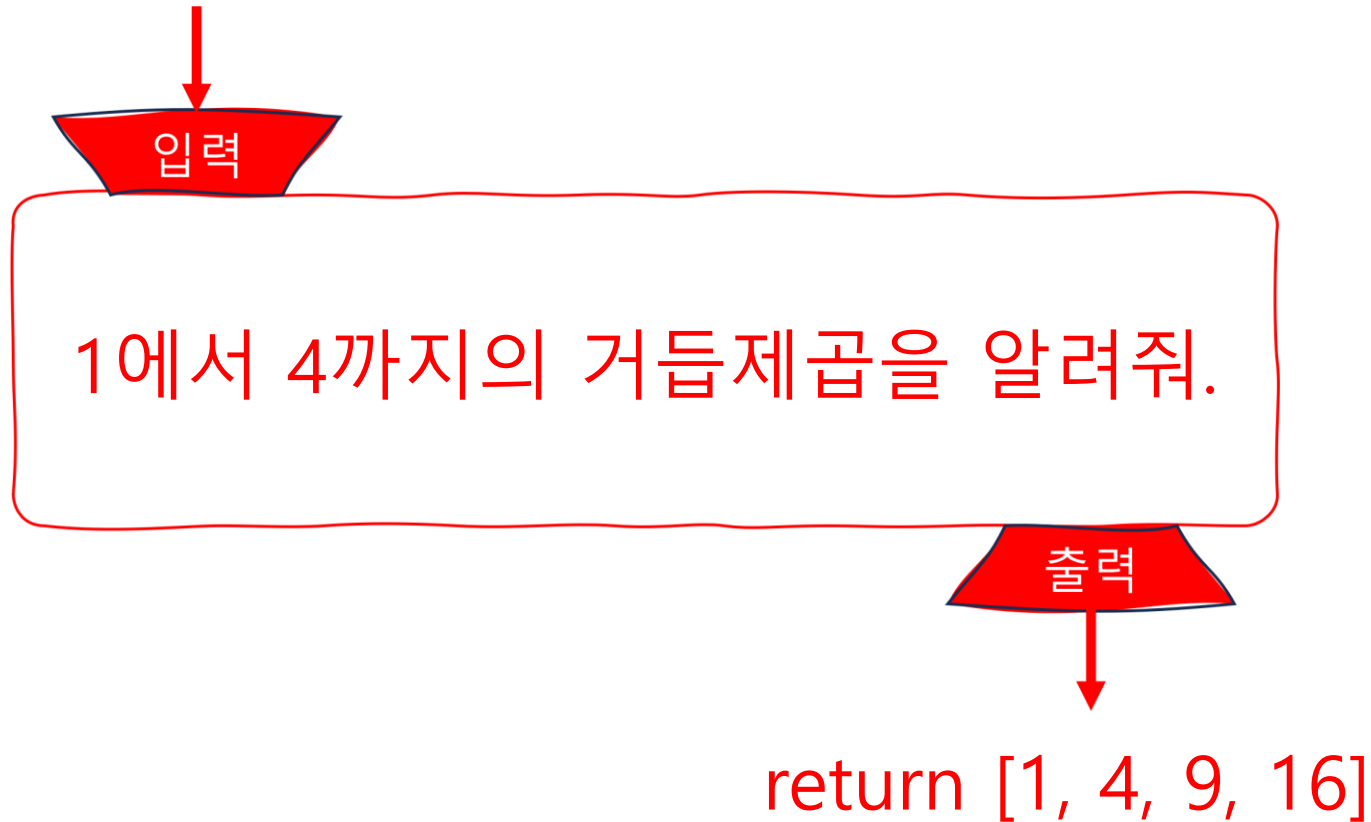 입력
1에서 4까지의 거듭제곱을 알려줘.
출력
return [1, 4, 9, 16]